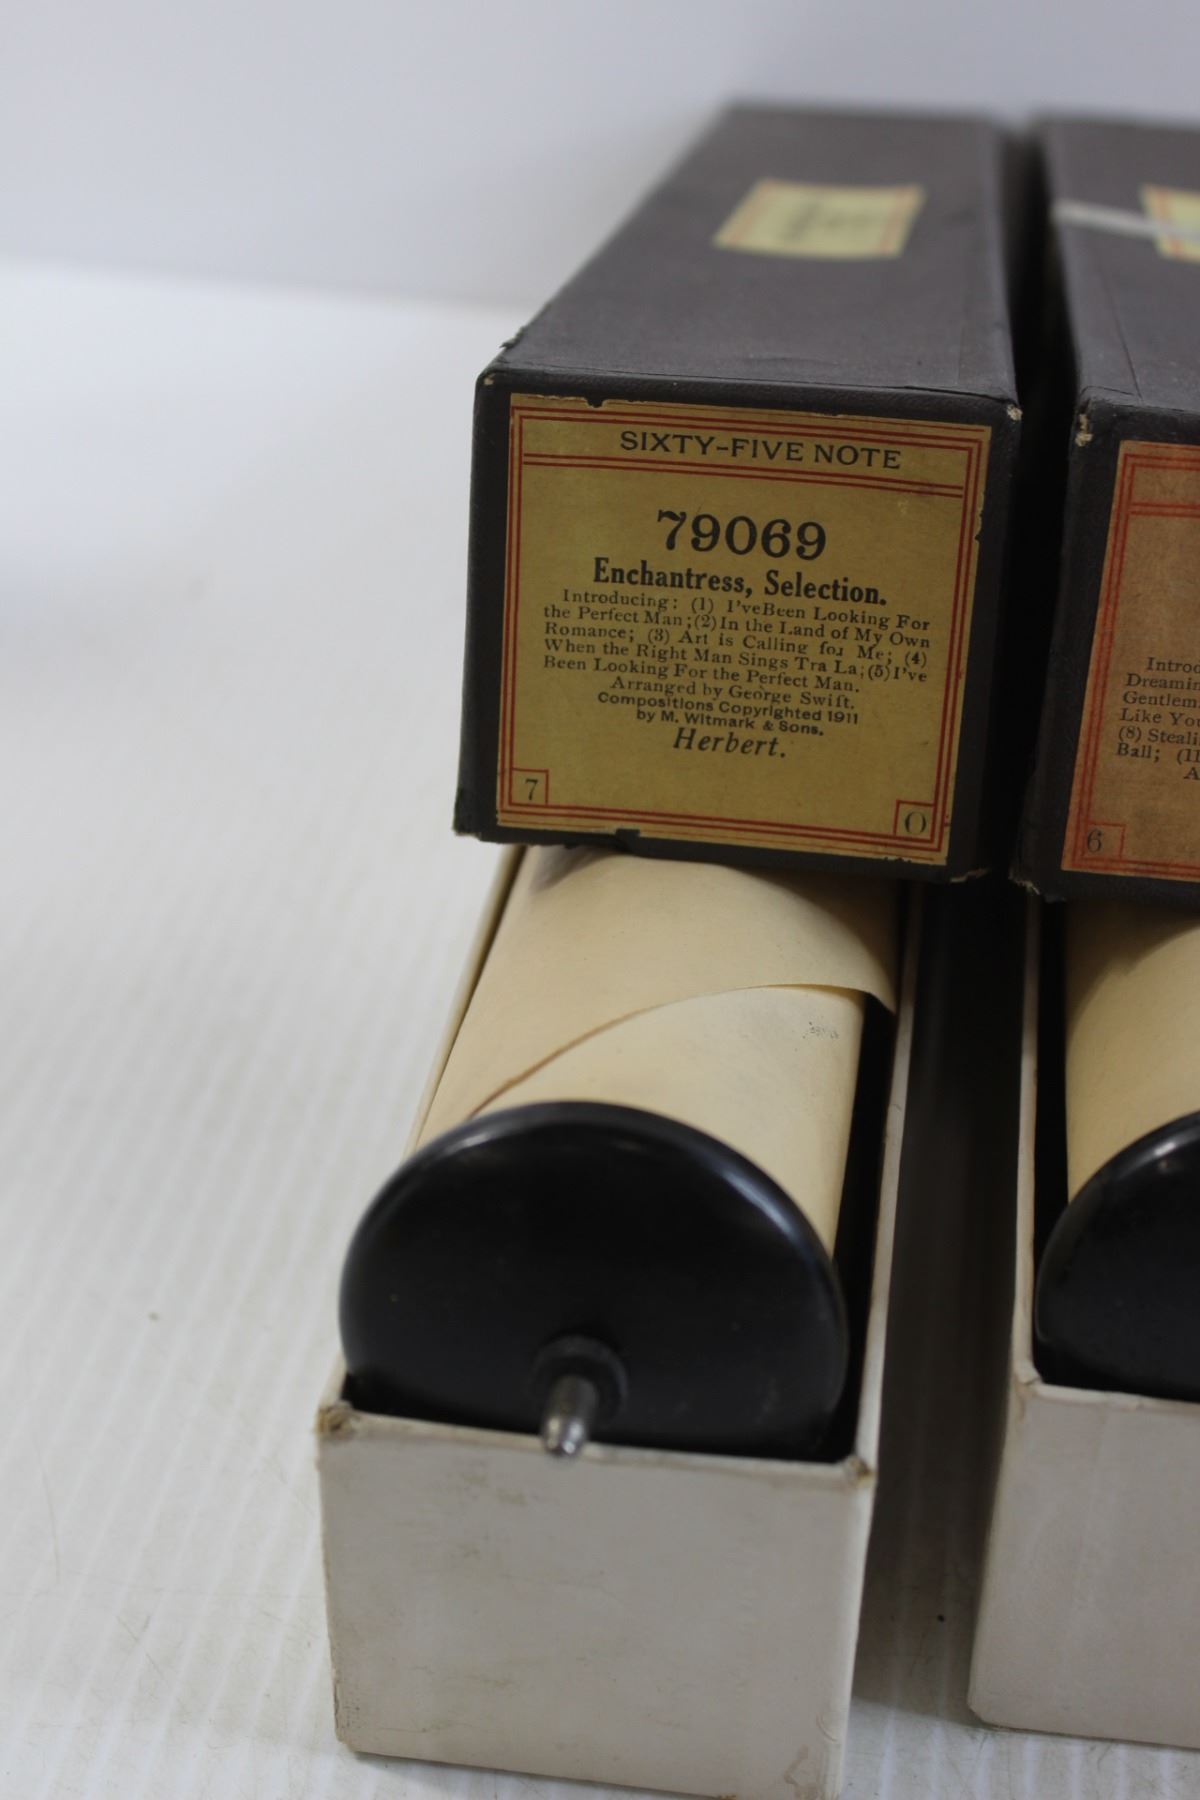 SIXTY-FIVE NOTE
79069
Enchantress, Selection.
Introducing: (1) I'veBeen Looking For
the Perfect Man;(2)In the Land of My Own
Romance; (3) Art is Calling for Me; (4)
When the Right Man Sings Tra La;(5)I've
Been Looking For the Perfect Man.
Arranged by George Swift.
Compositions Copyrighted 1911
by M. Witmark & Sons.
Herbert.
7
O
Introd
Dreamin
Gentlem
Like You
(8) Steali
Ball; (11
A
6